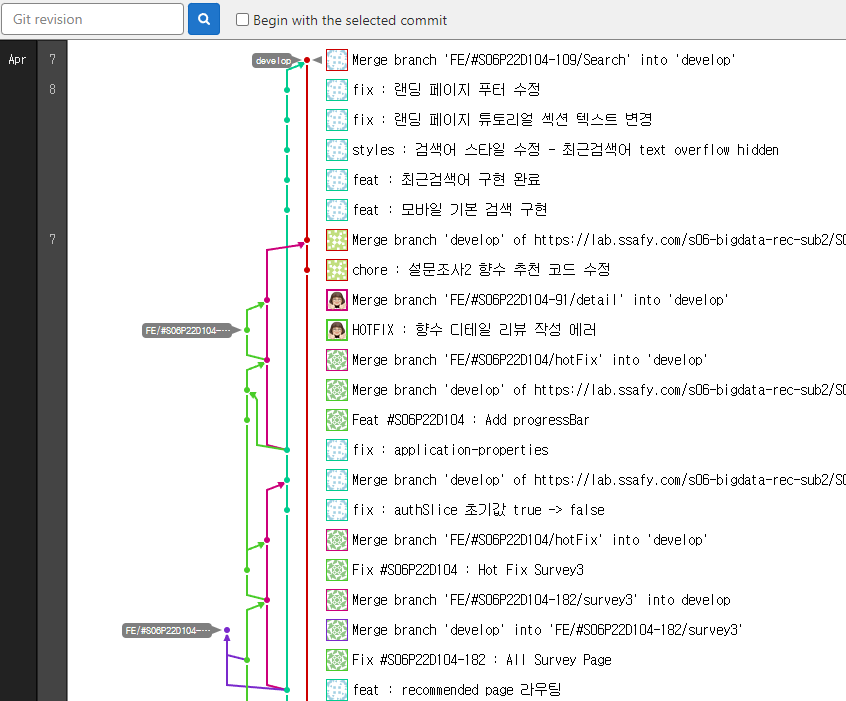 Git revision
Begin with the selected commit
Apr 7 develop Merge branch 'FE/#S06P22D104-109/Search' into 'develop'
8 fix : 랜딩 페이지 푸터 수정
fix : 랜딩 페이지 튜토리얼 섹션 텍스트 변경
styles : 검색어 스타일 수정 - 최근검색어 text overflow hidden
feat : 최근검색어 구현 완료
feat : 모바일 기본 검색 구현
7 Merge branch 'develop' of https://lab.ssafy.com/s06-bigdata-rec-sub2/S0
chore : 설문조사2 향수 추천 코드 수정
Merge branch 'FE/#S06P22D104-91/detail' into 'develop'
FE/#S06P22D104-… HOTFIX : 향수 디테일 리뷰 작성 에러
Merge branch 'FE/#S06P22D104/hotFix' into 'develop'
Merge branch 'develop' of https://lab.ssafy.com/s06-bigdata-rec-sub2/S0
Feat #S06P22D104 : Add progressBar
fix : application-properties
Merge branch 'develop' of https://lab.ssafy.com/s06-bigdata-rec-sub2/S0
fix : authSlice 초기값 true -> false
Merge branch 'FE/#S06P22D104/hotFix' into 'develop'
Fix #S06P22D104 : Hot Fix Survey3
Merge branch 'FE/#S06P22D104-182/survey3' into develop
FE/#S06P22D104-… Merge branch 'develop' into 'FE/#S06P22D104-182/survey3'
Fix #S06P22D104-182 : All Survey Page
feat : recommended page 라우팅